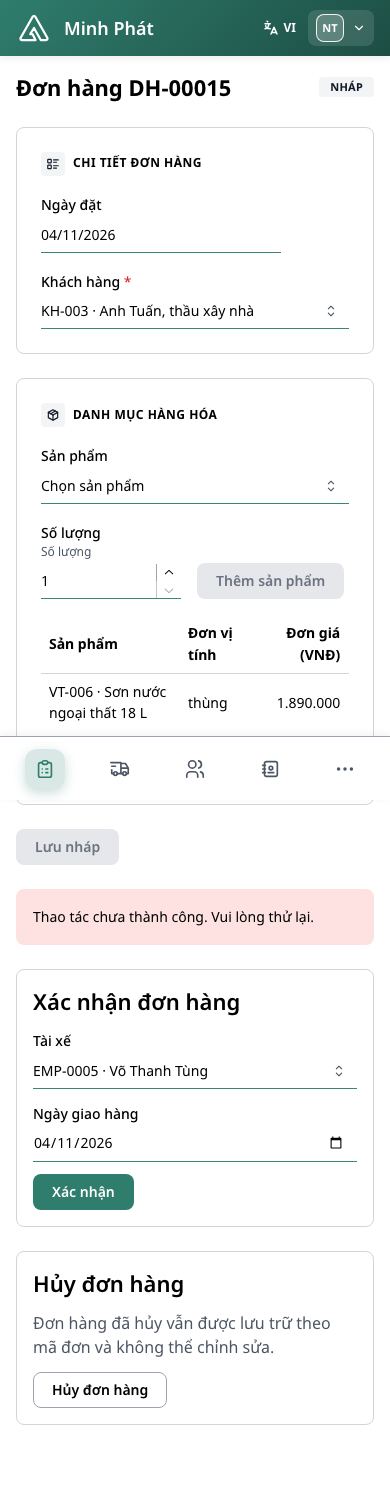 Minh Phát
VI
NT
Đơn hàng DH-00015
NHÁP
CHI TIẾT ĐƠN HÀNG
Ngày đặt
04/11/2026
Khách hàng *
KH-003 · Anh Tuấn, thầu xây nhà
DANH MỤC HÀNG HÓA
Sản phẩm
Chọn sản phẩm
Số lượng
Số lượng
1
Thêm sản phẩm
Sản phẩm
Đơn vị tính
Đơn giá (VNĐ)
VT-006 · Sơn nước ngoại thất 18 L
thùng
1.890.000
Lưu nháp
Thao tác chưa thành công. Vui lòng thử lại.
Xác nhận đơn hàng
Tài xế
EMP-0005 · Võ Thanh Tùng
Ngày giao hàng
04/11/2026
Xác nhận
Hủy đơn hàng
Đơn hàng đã hủy vẫn được lưu trữ theo
mã đơn và không thể chỉnh sửa.
Hủy đơn hàng